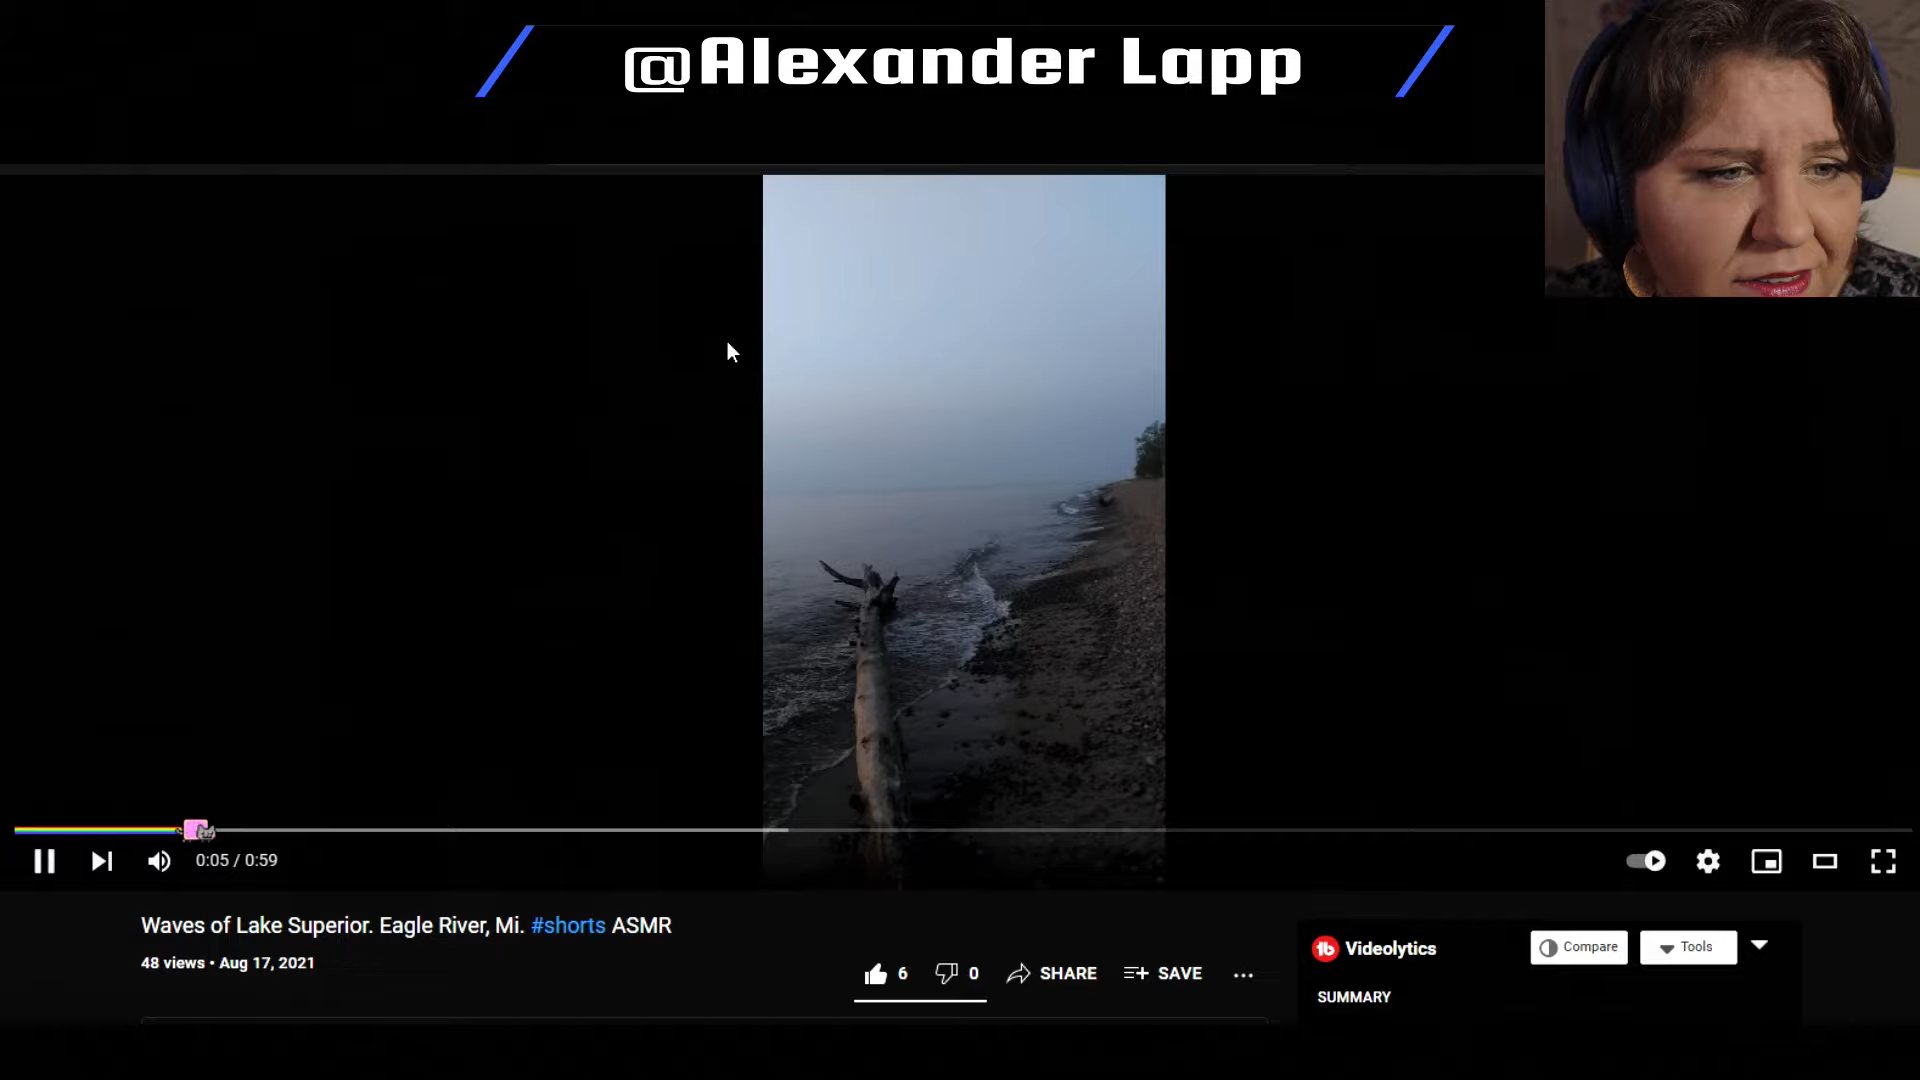 @Alexander Lapp
0:05 / 0:59
Waves of Lake Superior. Eagle River, Mi. #shorts ASMR
48 views • Aug 17, 2021
6
0
SHARE
SAVE
tb Videolytics
Compare
Tools
SUMMARY